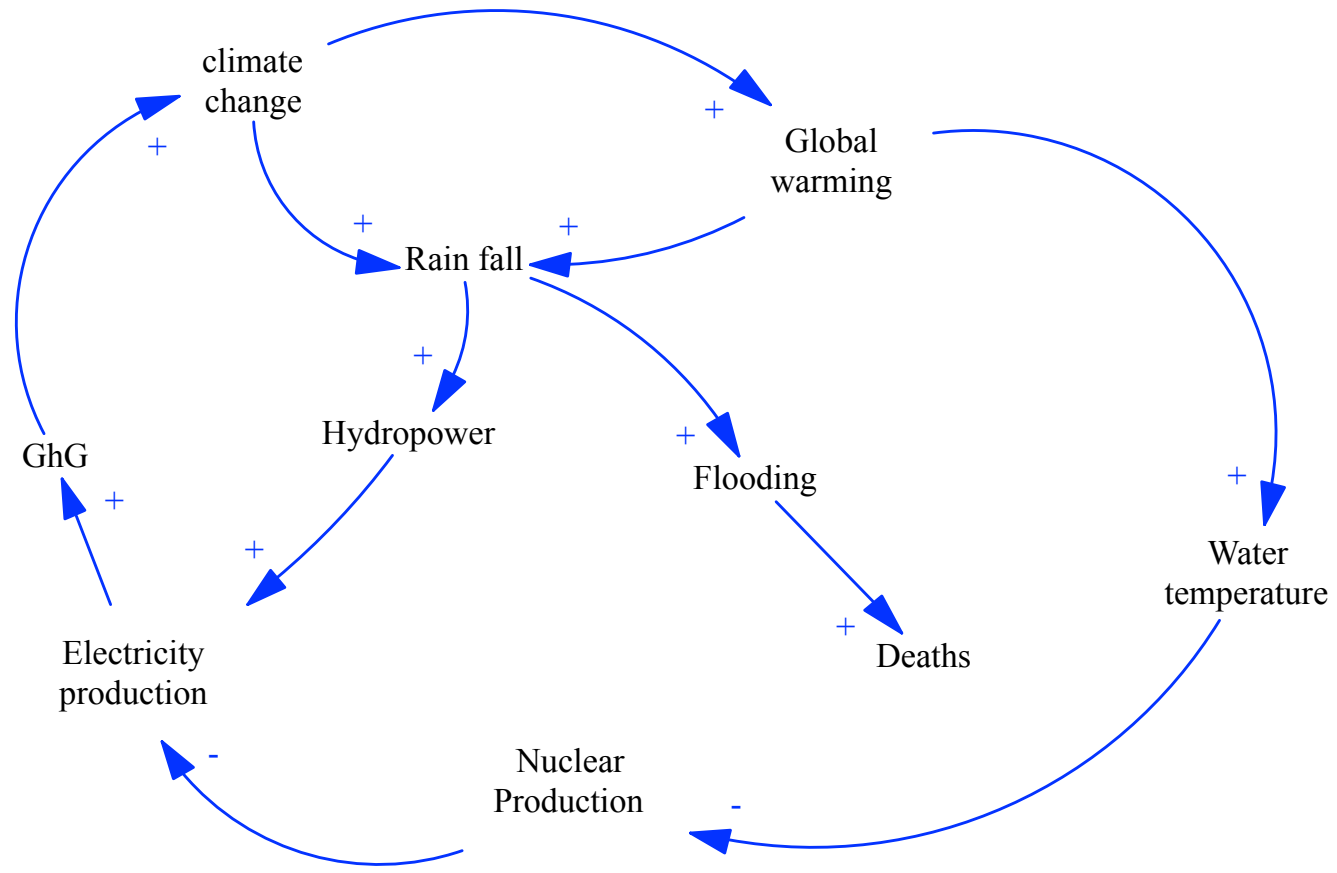 climate
change
+
+
Global
warming
+
+
Rain fall
+
Hydropower
+
GhG
+
Flooding
+
+
Water
temperature
+
+
Deaths
Electricity
production
-
Nuclear
Production
-